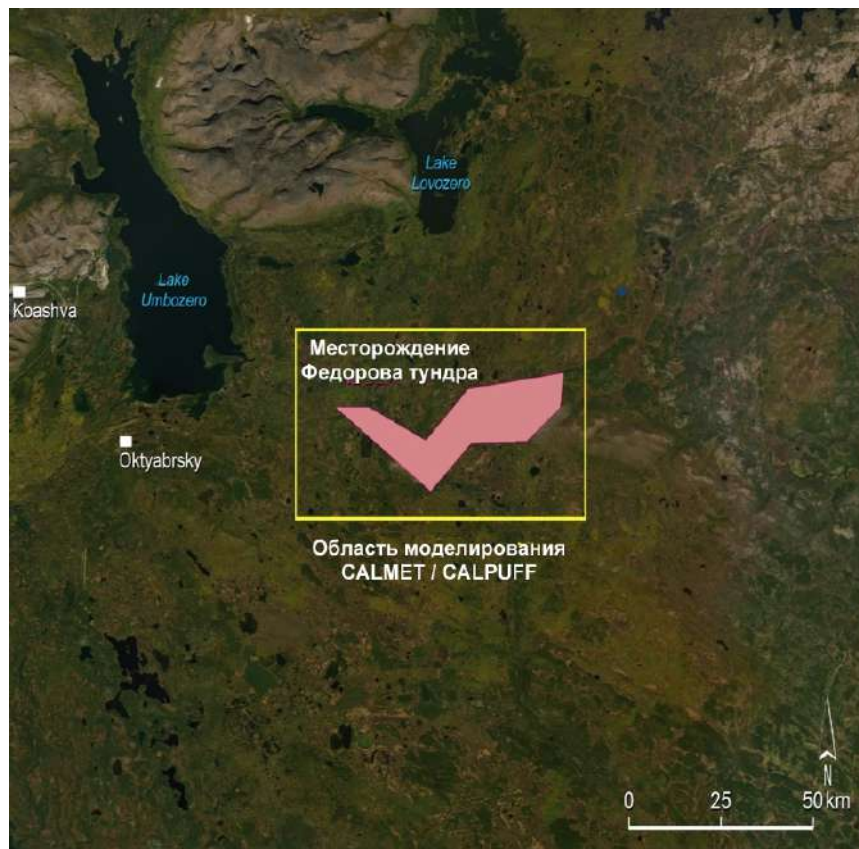 Lake
Lovozero
Lake
Umbozero
Koashva
Месторождение
Федорова тундра
Oktyabrsky
Область моделирования
CALMET / CALPUFF
N
0 25 50 km